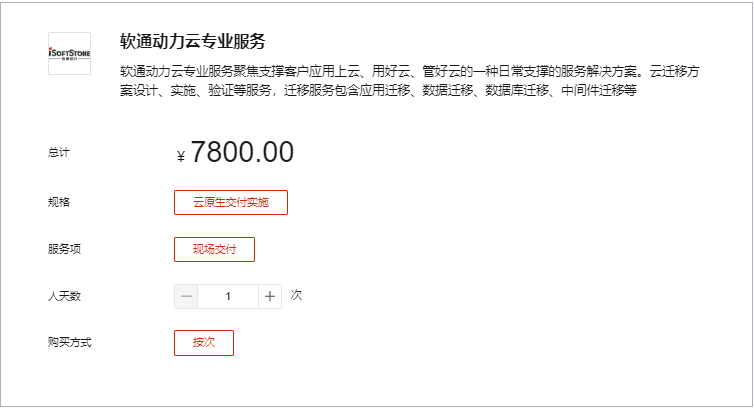 iSoftStone
软通动力云专业服务
软通动力云专业服务聚焦支撑客户应用上云、用好云、管好云的一种日常支撑的服务解决方案。云迁移方
案设计、实施、验证等服务，迁移服务包含应用迁移、数据迁移、数据库迁移、中间件迁移等
总计 ¥ 7800.00
规格 云原生交付实施
服务项 现场交付
人天数 － 1 ＋ 次
购买方式 按次